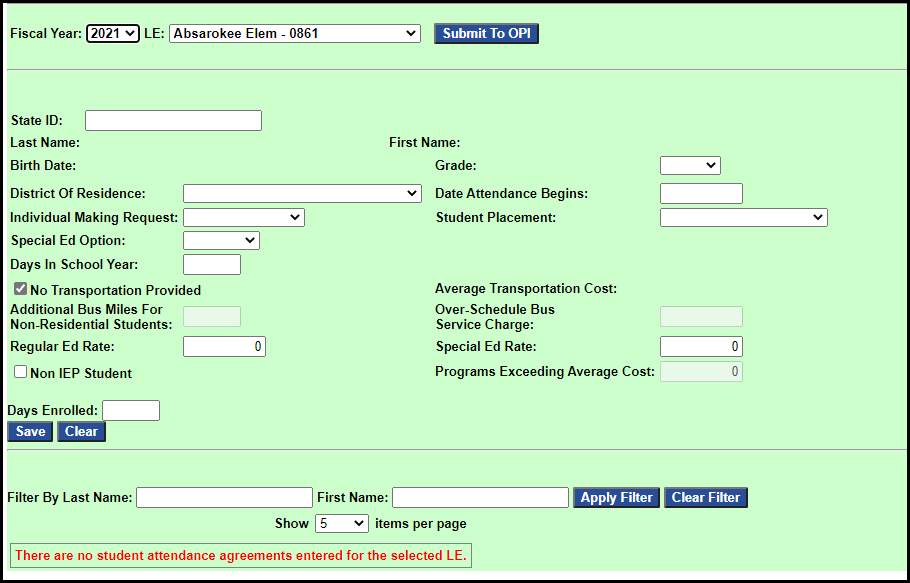 Fiscal Year: 2021 LE: Absarokee Elem - 0861 Submit To OPI
State ID:
Last Name: First Name:
Birth Date: Grade:
District Of Residence: Date Attendance Begins:
Individual Making Request: Student Placement:
Special Ed Option:
Days In School Year:
No Transportation Provided Average Transportation Cost:
Additional Bus Miles For Over-Schedule Bus
Non-Residential Students: Service Charge:
Regular Ed Rate: 0 Special Ed Rate: 0
Non IEP Student Programs Exceeding Average Cost: 0
Days Enrolled:
Save Clear
Filter By Last Name: First Name: Apply Filter Clear Filter
Show 5 items per page
There are no student attendance agreements entered for the selected LE.